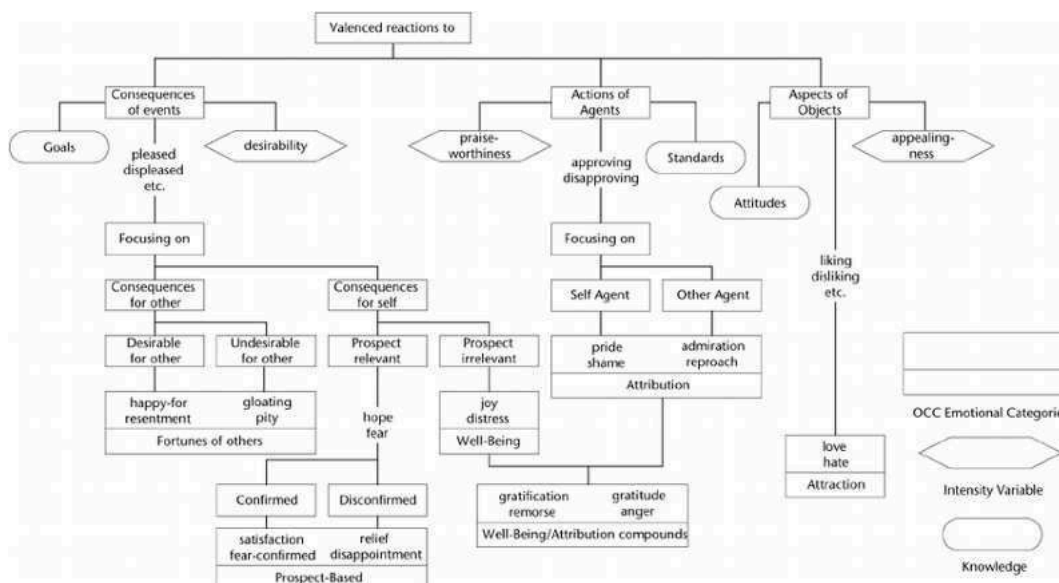 Valenced reactions to
Consequences
of events
Actions of
Agents
Aspects of
Objects
Goals
desirability
praise-
worthiness
Standards
Attitudes
appealing-
ness
pleased
displeased
etc.
approving
disapproving
liking
disliking
etc.
Focusing on
Focusing on
Consequences
for other
Consequences
for self
Self Agent
Other Agent
Desirable
for other
Undesirable
for other
Prospect
relevant
Prospect
irrelevant
happy-for
resentment
gloating
pity
Fortunes of others
hope
fear
joy
distress
Well-Being
pride
shame
admiration
reproach
Attribution
love
hate
Attraction
Confirmed
Disconfirmed
satisfaction
fear-confirmed
relief
disappointment
Prospect-Based
gratification
remorse
gratitude
anger
Well-Being/Attribution compounds
OCC Emotional Categorie
Intensity Variable
Knowledge